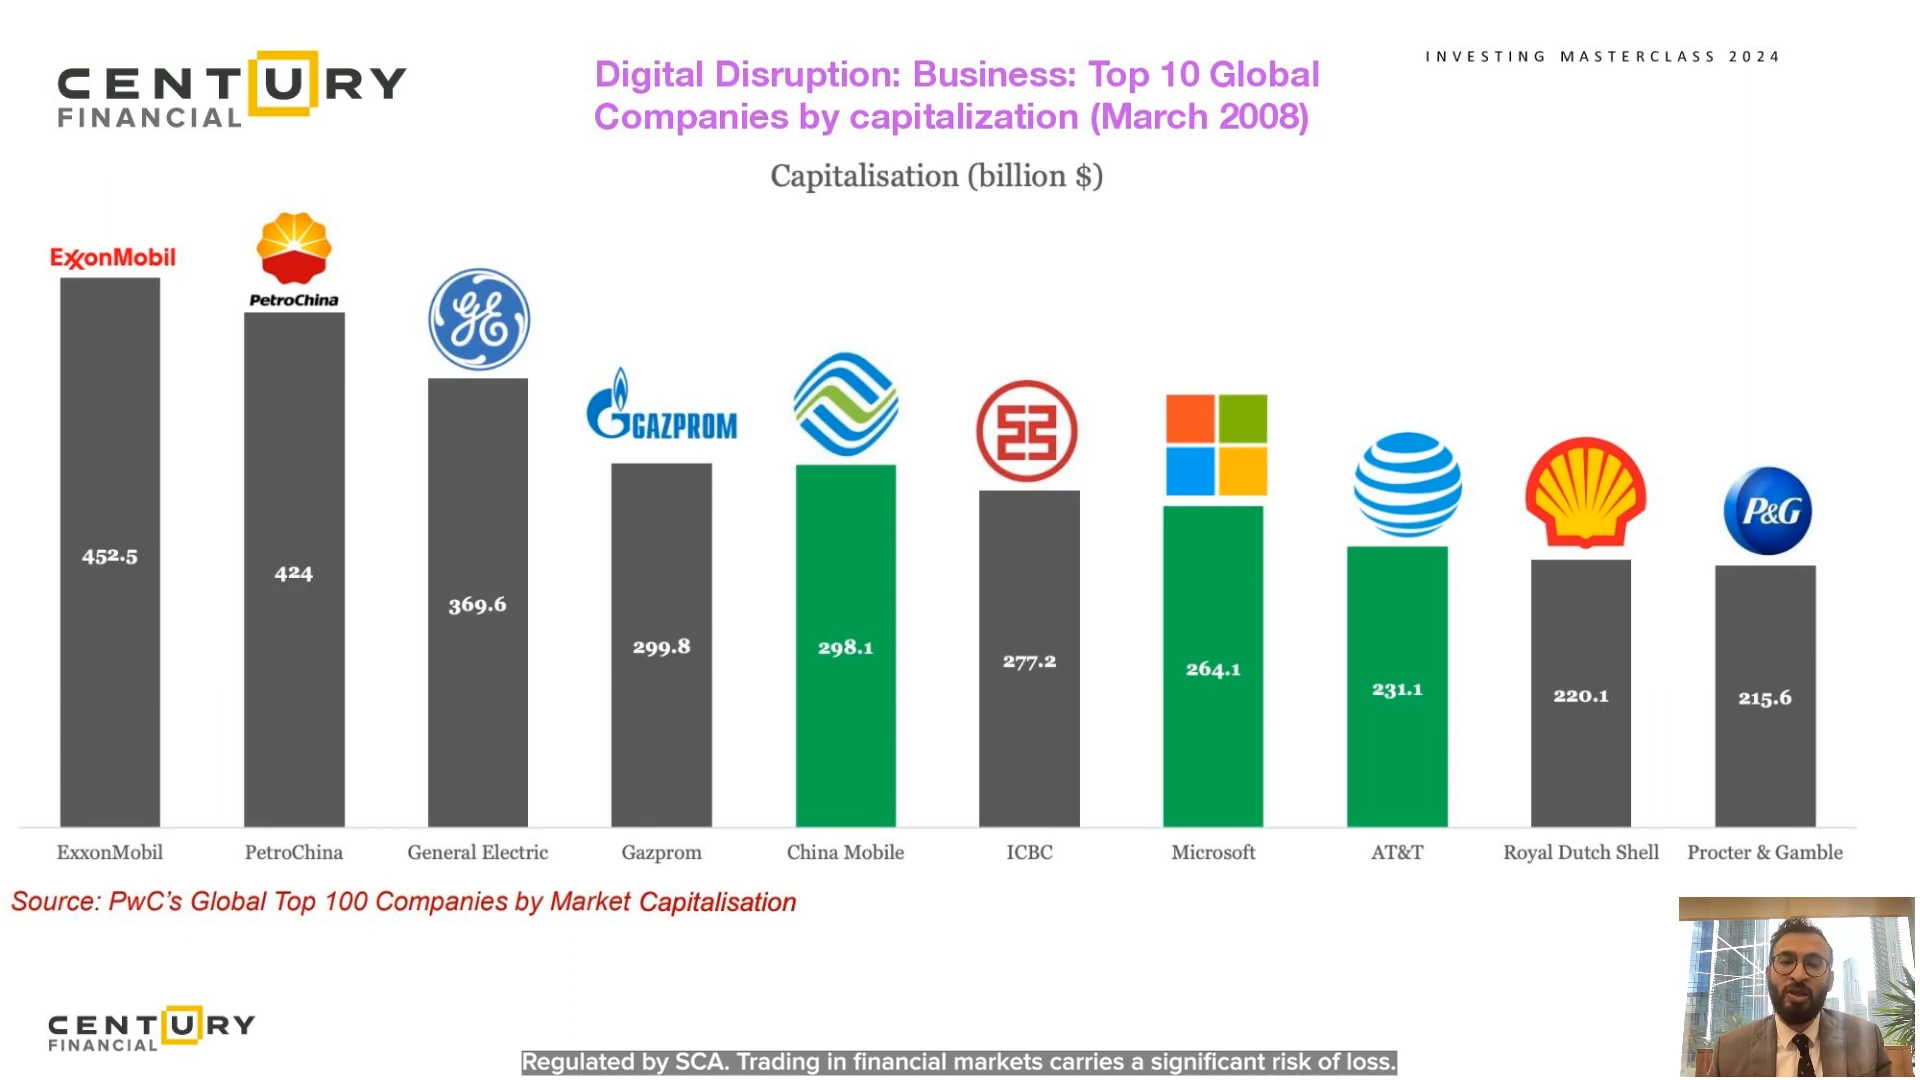 CENTURY
FINANCIAL
Digital Disruption: Business: Top 10 Global
Companies by capitalization (March 2008)
INVESTING MASTERCLASS 2024
Capitalisation (billion $)
ExxonMobil
PetroChina
GE
GAZPROM
P&G
452.5
424
369.6
299.8
298.1
277.2
264.1
231.1
220.1
215.6
ExxonMobil
PetroChina
General Electric
Gazprom
China Mobile
ICBC
Microsoft
AT&T
Royal Dutch Shell
Procter & Gamble
Source: PwC’s Global Top 100 Companies by Market Capitalisation
CENTURY
FINANCIAL
Regulated by SCA. Trading in financial markets carries a significant risk of loss.